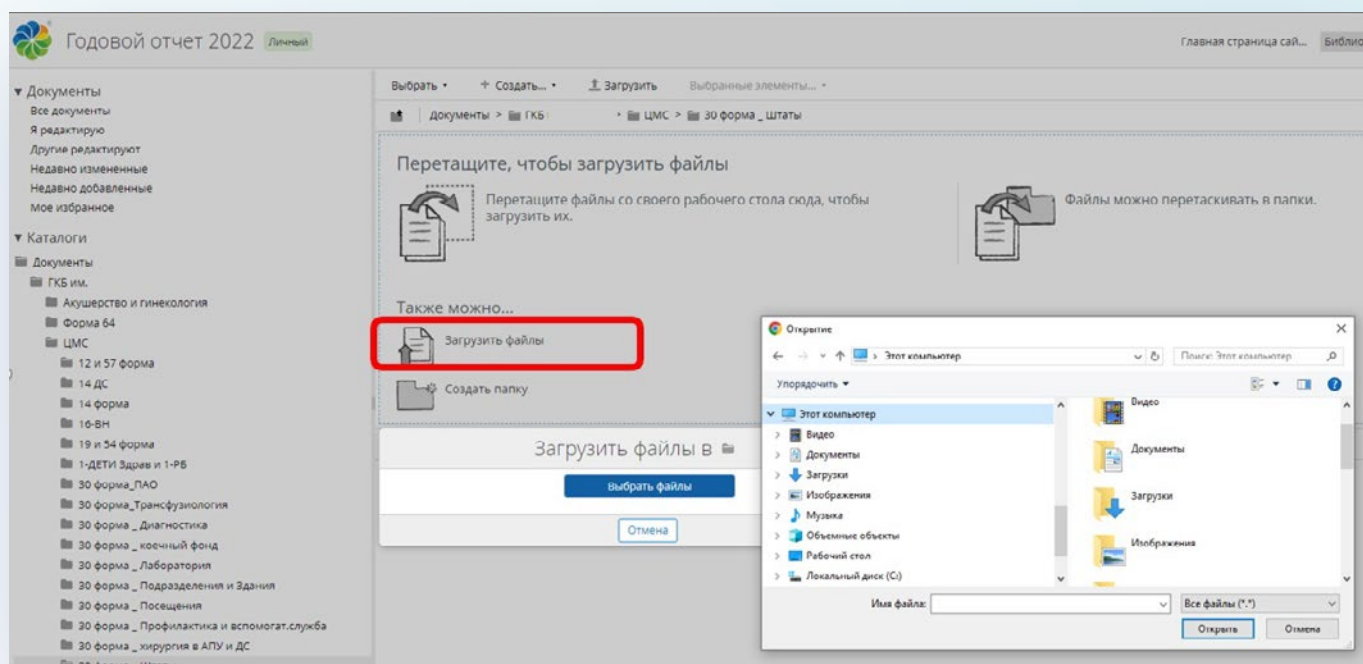 Годовой отчет 2022 Личный
Главная страница сай... Библио
Документы
Все документы
Я редактирую
Другие редактируют
Недавно измененные
Недавно добавленные
Мое избранное
Каталоги
Документы
ГКБ им.
Акушерство и гинекология
Форма 64
ЦМС
12 и 57 форма
14 ДС
14 форма
16-ВН
19 и 54 форма
1-ДЕТИ Здрав и 1-РБ
30 форма_ПАО
30 форма_Трансфузиология
30 форма _ Диагностика
30 форма _ коечный фонд
30 форма _ Лаборатория
30 форма _ Подразделения и Здания
30 форма _ Посещения
30 форма _ Профилактика и вспомогат.служба
30 форма _ хирургия в АПУ и ДС
Выбрать + Создать... Загрузить Выбранные элементы...
Документы > ГКБ > ЦМС > 30 форма _ Штаты
Перетащите, чтобы загрузить файлы
Перетащите файлы со своего рабочего стола сюда, чтобы
загрузить их.
Файлы можно перетаскивать в папки.
Также можно...
Загрузить файлы
Создать папку
Загрузить файлы в
Выбрать файлы
Отмена
Открытие
Этот компьютер
Поиск: Этот компьютер
Упорядочить
Этот компьютер
Видео
Документы
Загрузки
Изображения
Музыка
Объемные объекты
Рабочий стол
Локальный диск (C:)
Видео
Документы
Загрузки
Изображения
Имя файла:
Все файлы (*.*)
Открыть Отмена